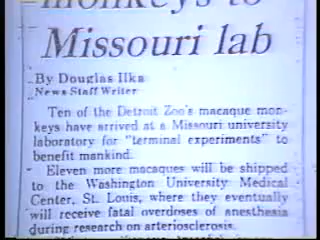 monkeys to
Missouri lab
By Douglas Ilka
News Staff Writer
Ten of the Detroit Zoo's macaque mon-
keys have arrived at a Missouri university
laboratory for "terminal experiments" to
benefit mankind.
Eleven more macaques will be shipped
to the Washington University Medical
Center, St. Louis, where they eventually
will receive fatal overdoses of anesthesia
during research on arteriosclerosis.